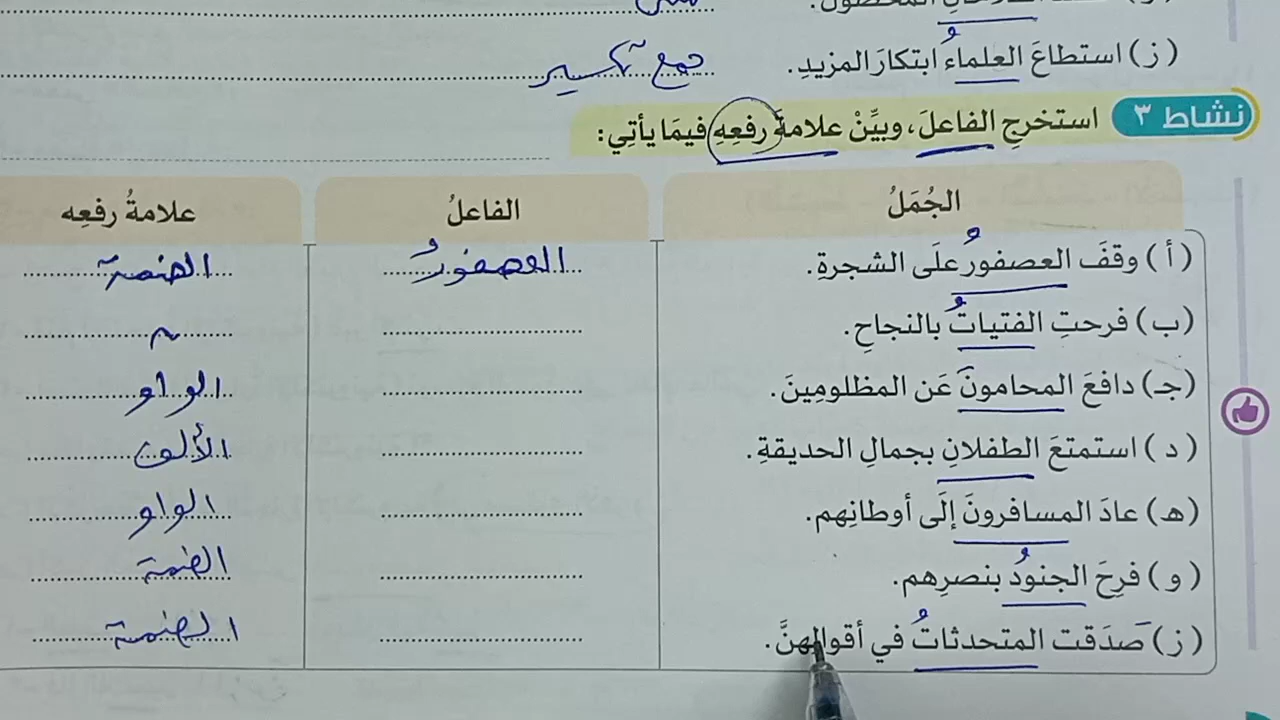 (ز) استطاعَ العلماءُ ابتكارَ المزيدِ. جمع تكسير
نشاط ٣ استخرجِ الفاعلَ، وبيِّنْ علامةَ رفعِهِ فيمَا يأتِي:
الجُمَلُ الفاعلُ علامةُ رفعِه
(أ) وقفَ العصفورُ علَى الشجرةِ. العصفورُ الضمة
(ب) فرحتِ الفتياتُ بالنجاحِ.
(جـ) دافعَ المحامونَ عَن المظلومِينَ. الواو
(د) استمتعَ الطفلانِ بجمالِ الحديقةِ. الألف
(هـ) عادَ المسافرونَ إلَى أوطانِهم. الواو
(و) فرِحَ الجنودُ بنصرِهم. الضمة
(ز) صدَقت المتحدثاتُ في أقوالِهنَّ. الضمة